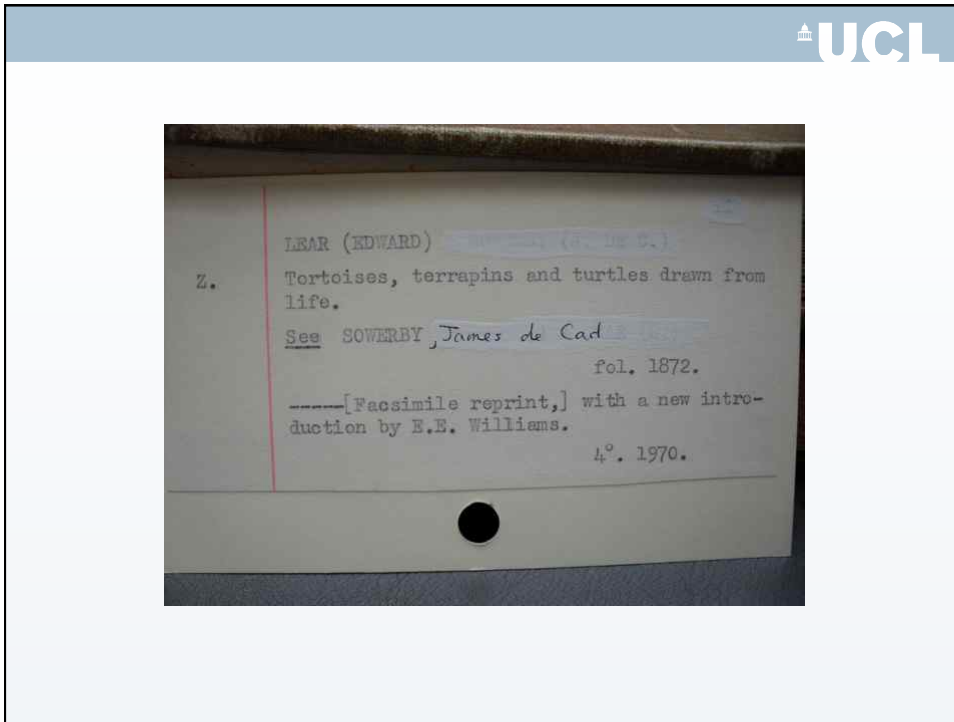 UCL
LEAR (EDWARD)
Z.
Tortoises, terrapins and turtles drawn from
life.
See SOWERBY, James de Carl
fol. 1872.
-----[Facsimile reprint,] with a new intro-
duction by E.E. Williams.
4°. 1970.